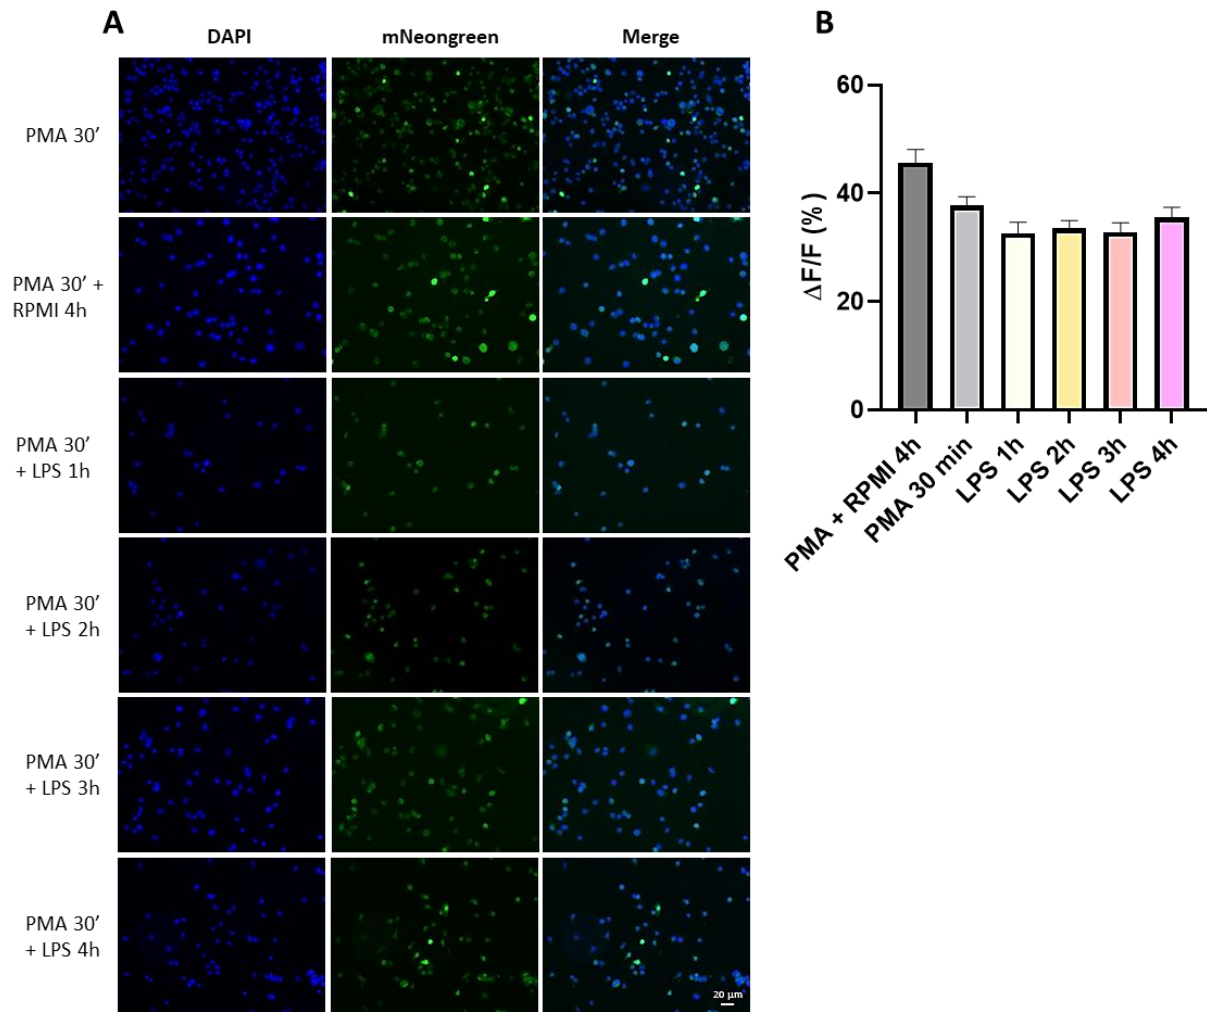 A
DAPI
mNeongreen
Merge
PMA 30′
PMA 30′ +
RPMI 4h
PMA 30′
+ LPS 1h
PMA 30′
+ LPS 2h
PMA 30′
+ LPS 3h
PMA 30′
+ LPS 4h
20 µm
B
ΔF/F (%)
60
40
20
0
PMA + RPMI 4h
PMA 30 min
LPS 1h
LPS 2h
LPS 3h
LPS 4h